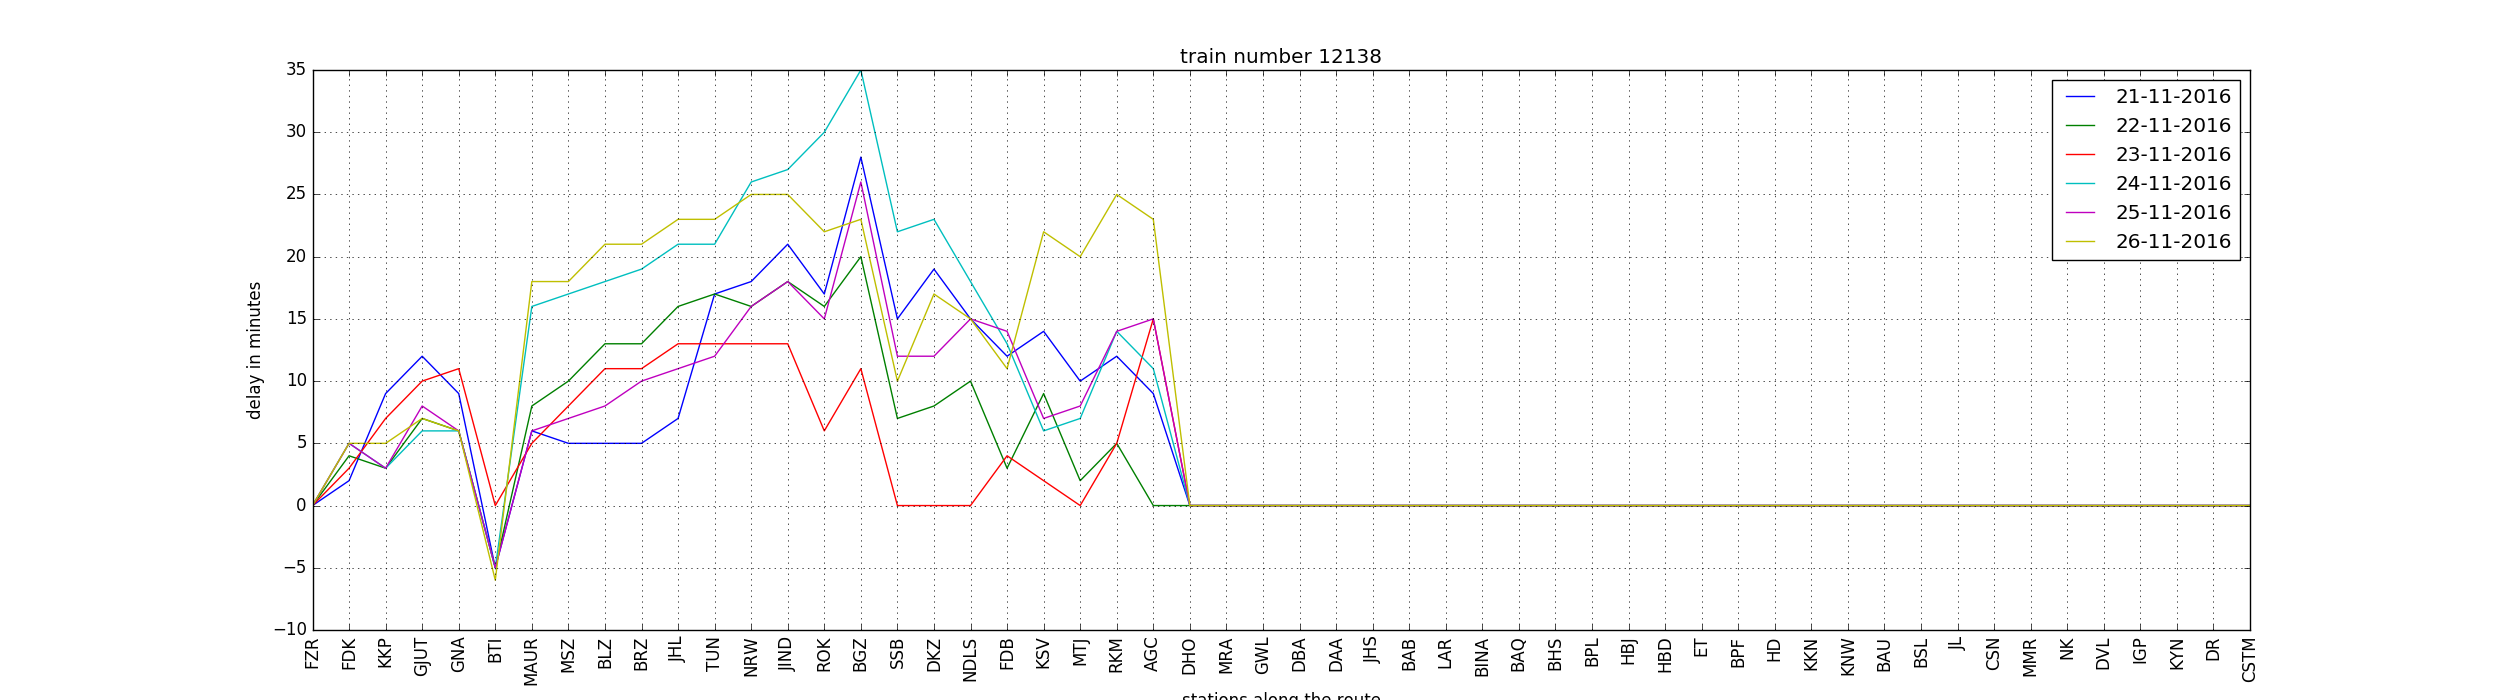 train number 12138
35
30
25
20
15
10
5
0
−5
−10
delay in minutes
21-11-2016
22-11-2016
23-11-2016
24-11-2016
25-11-2016
26-11-2016
FZR
FDK
KKP
GJUT
GNA
BTI
MAUR
MSZ
BLZ
BRZ
JHL
TUN
NRW
JIND
ROK
BGZ
SSB
DKZ
NDLS
FDB
KSV
MTJ
RKM
AGC
DHO
MRA
GWL
DBA
DAA
JHS
BAB
LAR
BINA
BAQ
BHS
BPL
HBJ
HBD
ET
BPF
HD
KKN
KNW
BAU
BSL
JL
CSN
MMR
NK
DVL
IGP
KYN
DR
CSTM
stations along the route